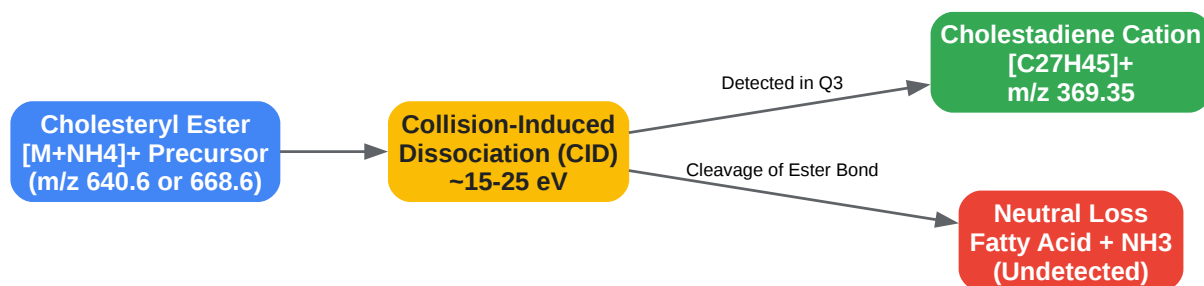 Cholesteryl Ester
[M+NH4]+ Precursor
(m/z 640.6 or 668.6)
Collision-Induced
Dissociation (CID)
~15-25 eV
Detected in Q3
Cleavage of Ester Bond
Cholestadiene Cation
[C27H45]+
m/z 369.35
Neutral Loss
Fatty Acid + NH3
(Undetected)